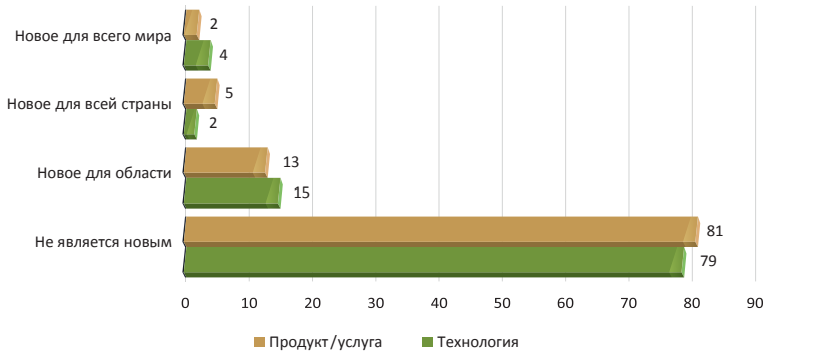 Новое для всего мира
2
4
Новое для всей страны
5
2
Новое для области
13
15
Не является новым
81
79
0 10 20 30 40 50 60 70 80 90
Продукт/услуга Технология